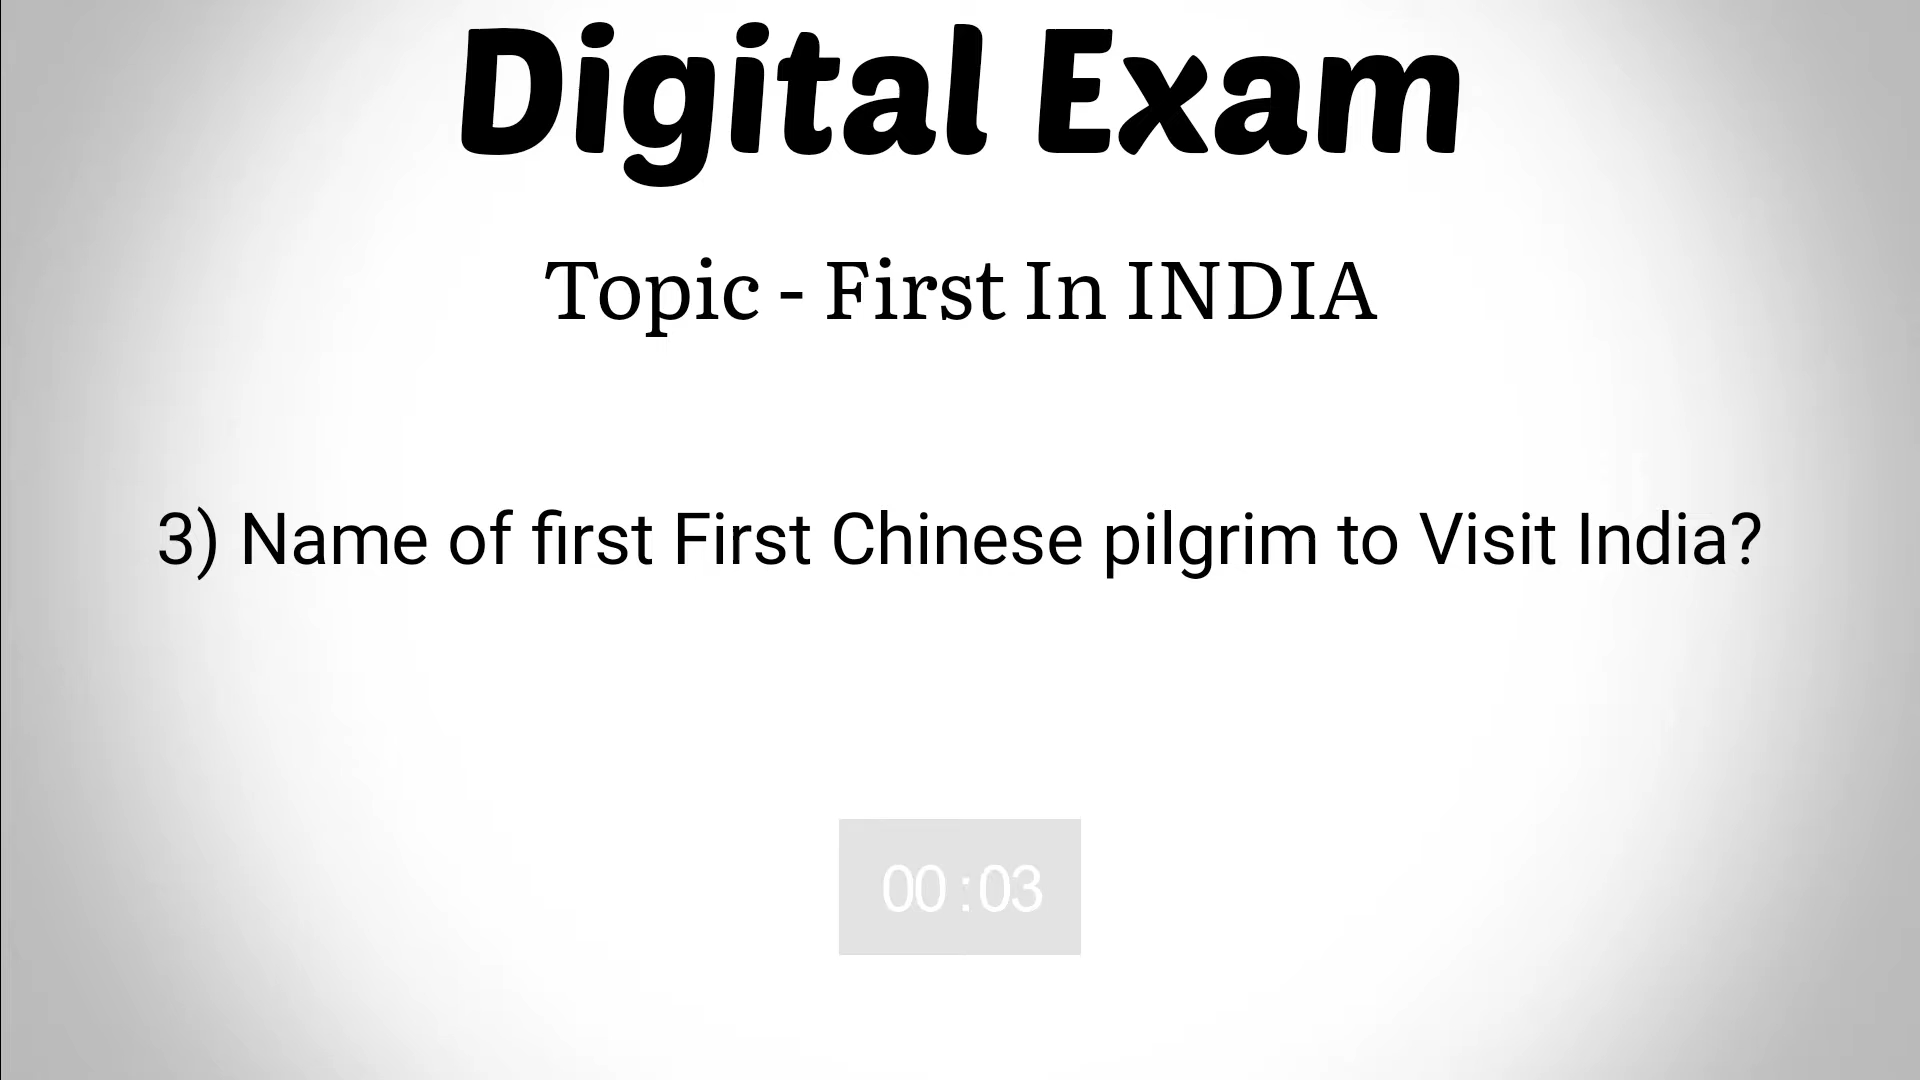 Digital Exam
Topic - First In INDIA
3) Name of first First Chinese pilgrim to Visit India?
00:03